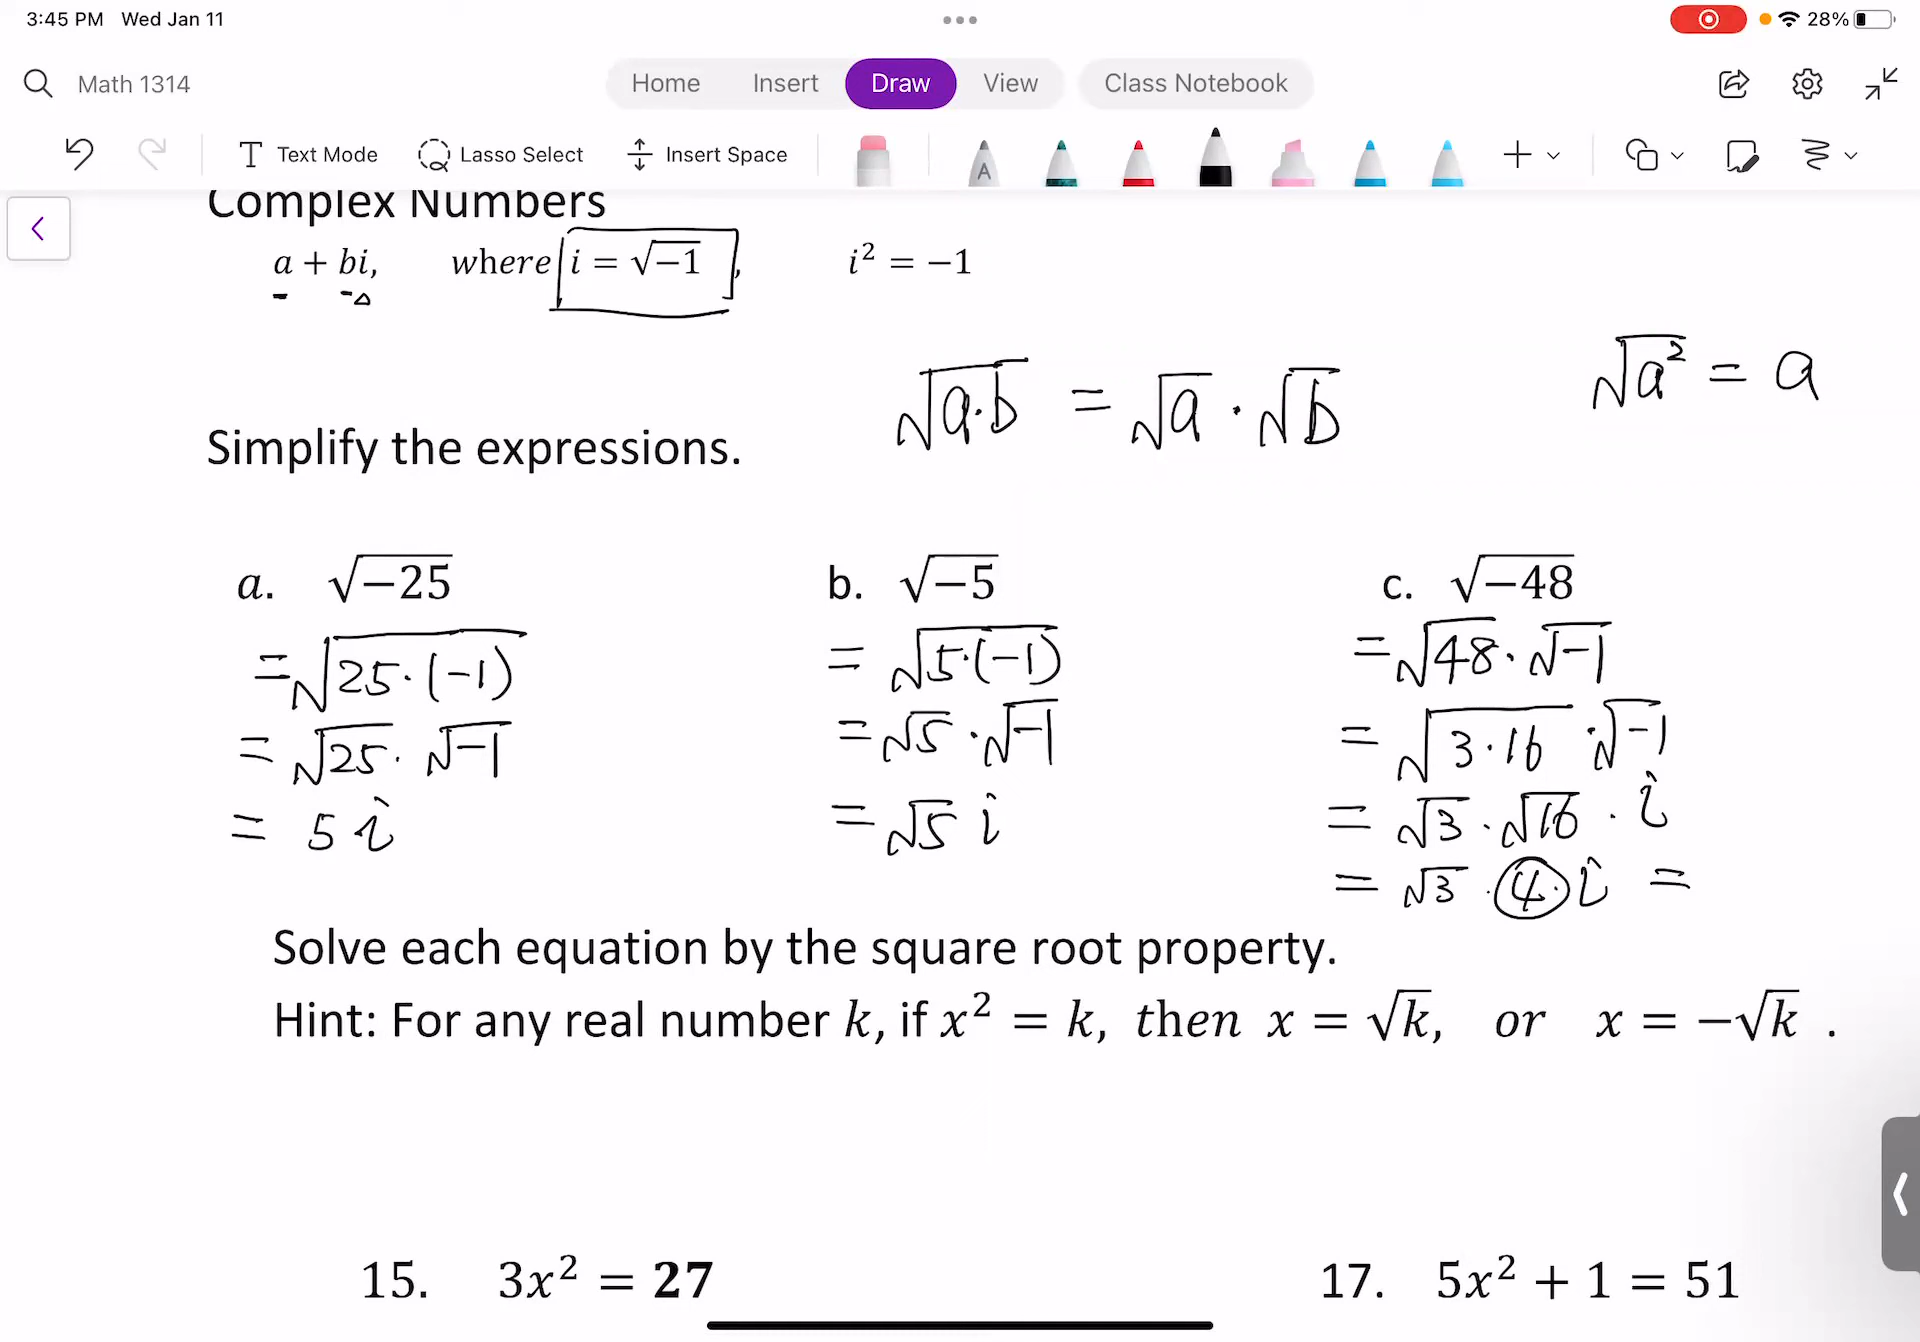 3:45 PM Wed Jan 11
28%
Math 1314
Home Insert Draw View Class Notebook
Text Mode Lasso Select Insert Space
A
Complex Numbers
a + bi, where i = √−1, i² = −1
√a·b = √a · √b
√a² = a
Simplify the expressions.
a. √−25
= √25·(−1)
= √25 · √−1
= 5 i
b. √−5
= √5·(−1)
= √5 · √−1
= √5 i
c. √−48
= √48 · √−1
= √3·16 · √−1
= √3 · √16 · i
= √3 · 4 · i =
Solve each equation by the square root property.
Hint: For any real number k, if x² = k, then x = √k, or x = −√k .
15. 3x² = 27
17. 5x² + 1 = 51